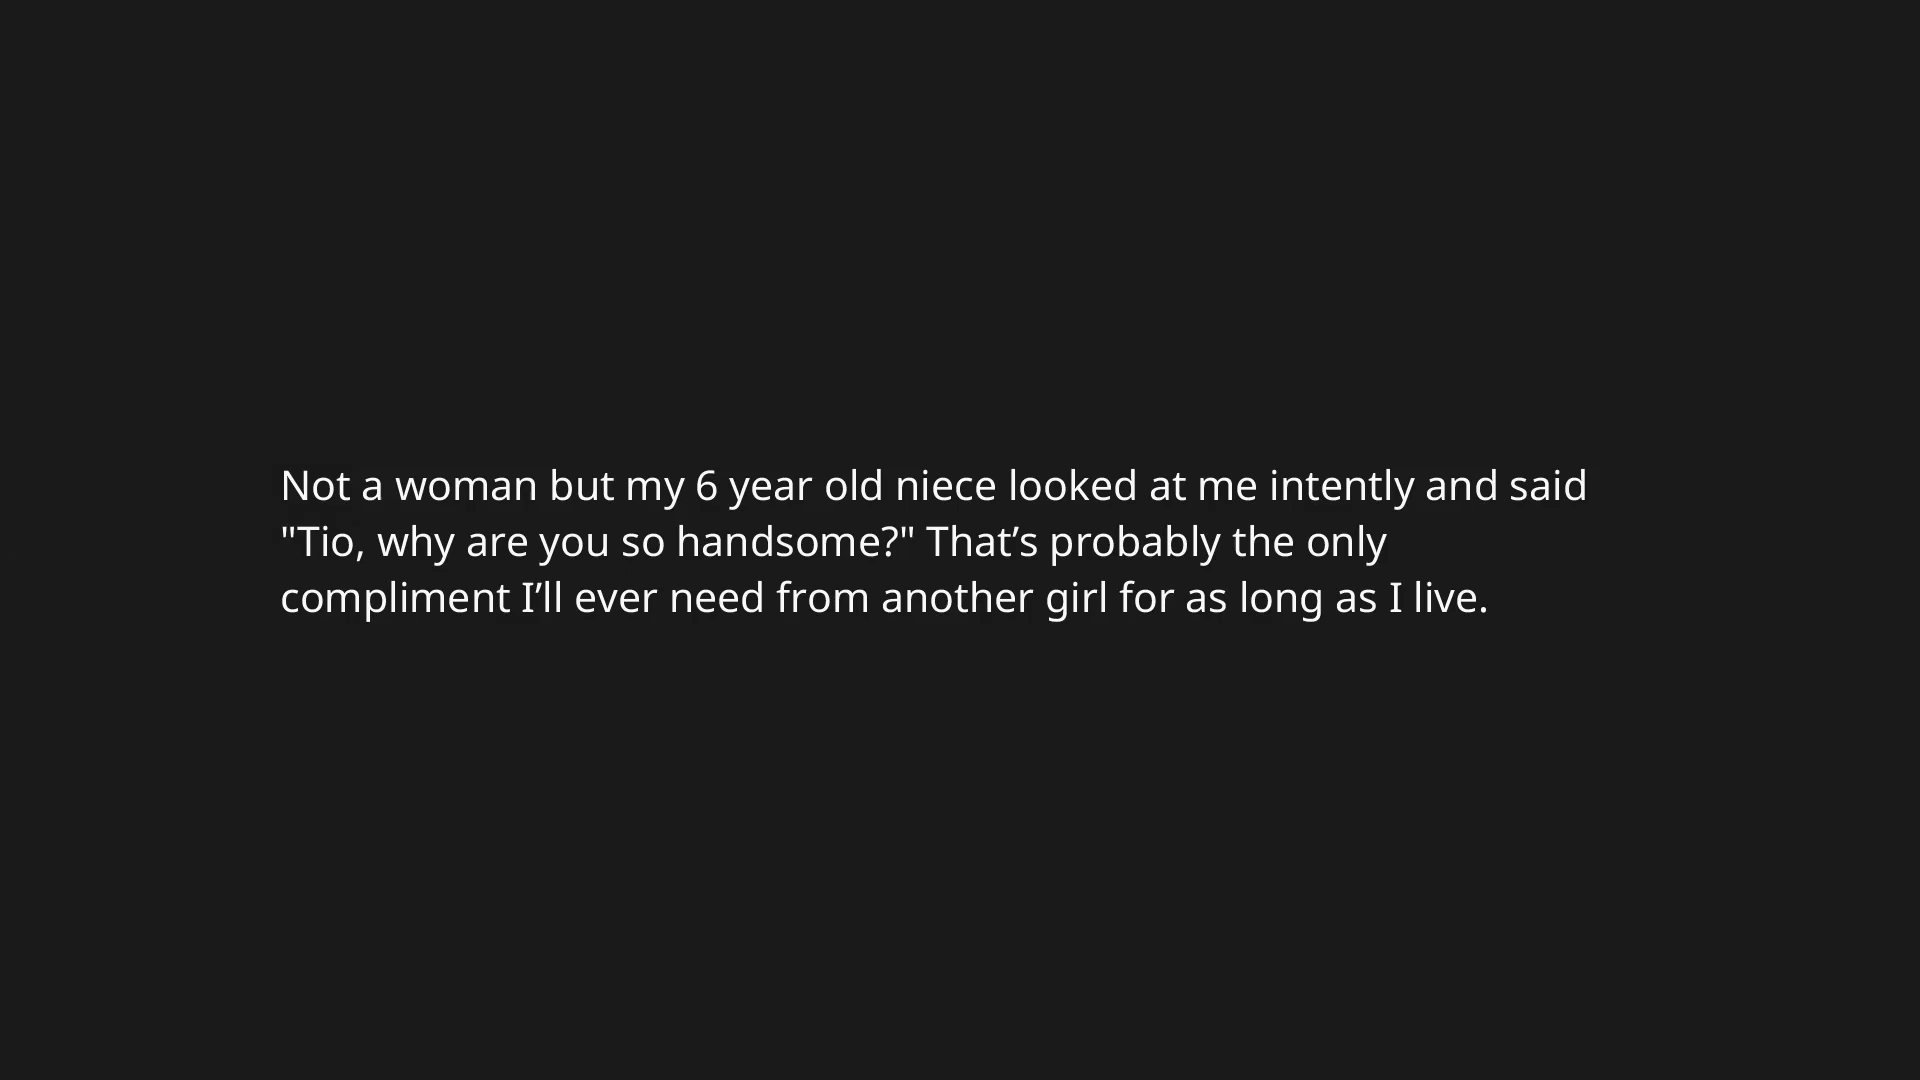 Not a woman but my 6 year old niece looked at me intently and said
"Tio, why are you so handsome?" That’s probably the only
compliment I’ll ever need from another girl for as long as I live.